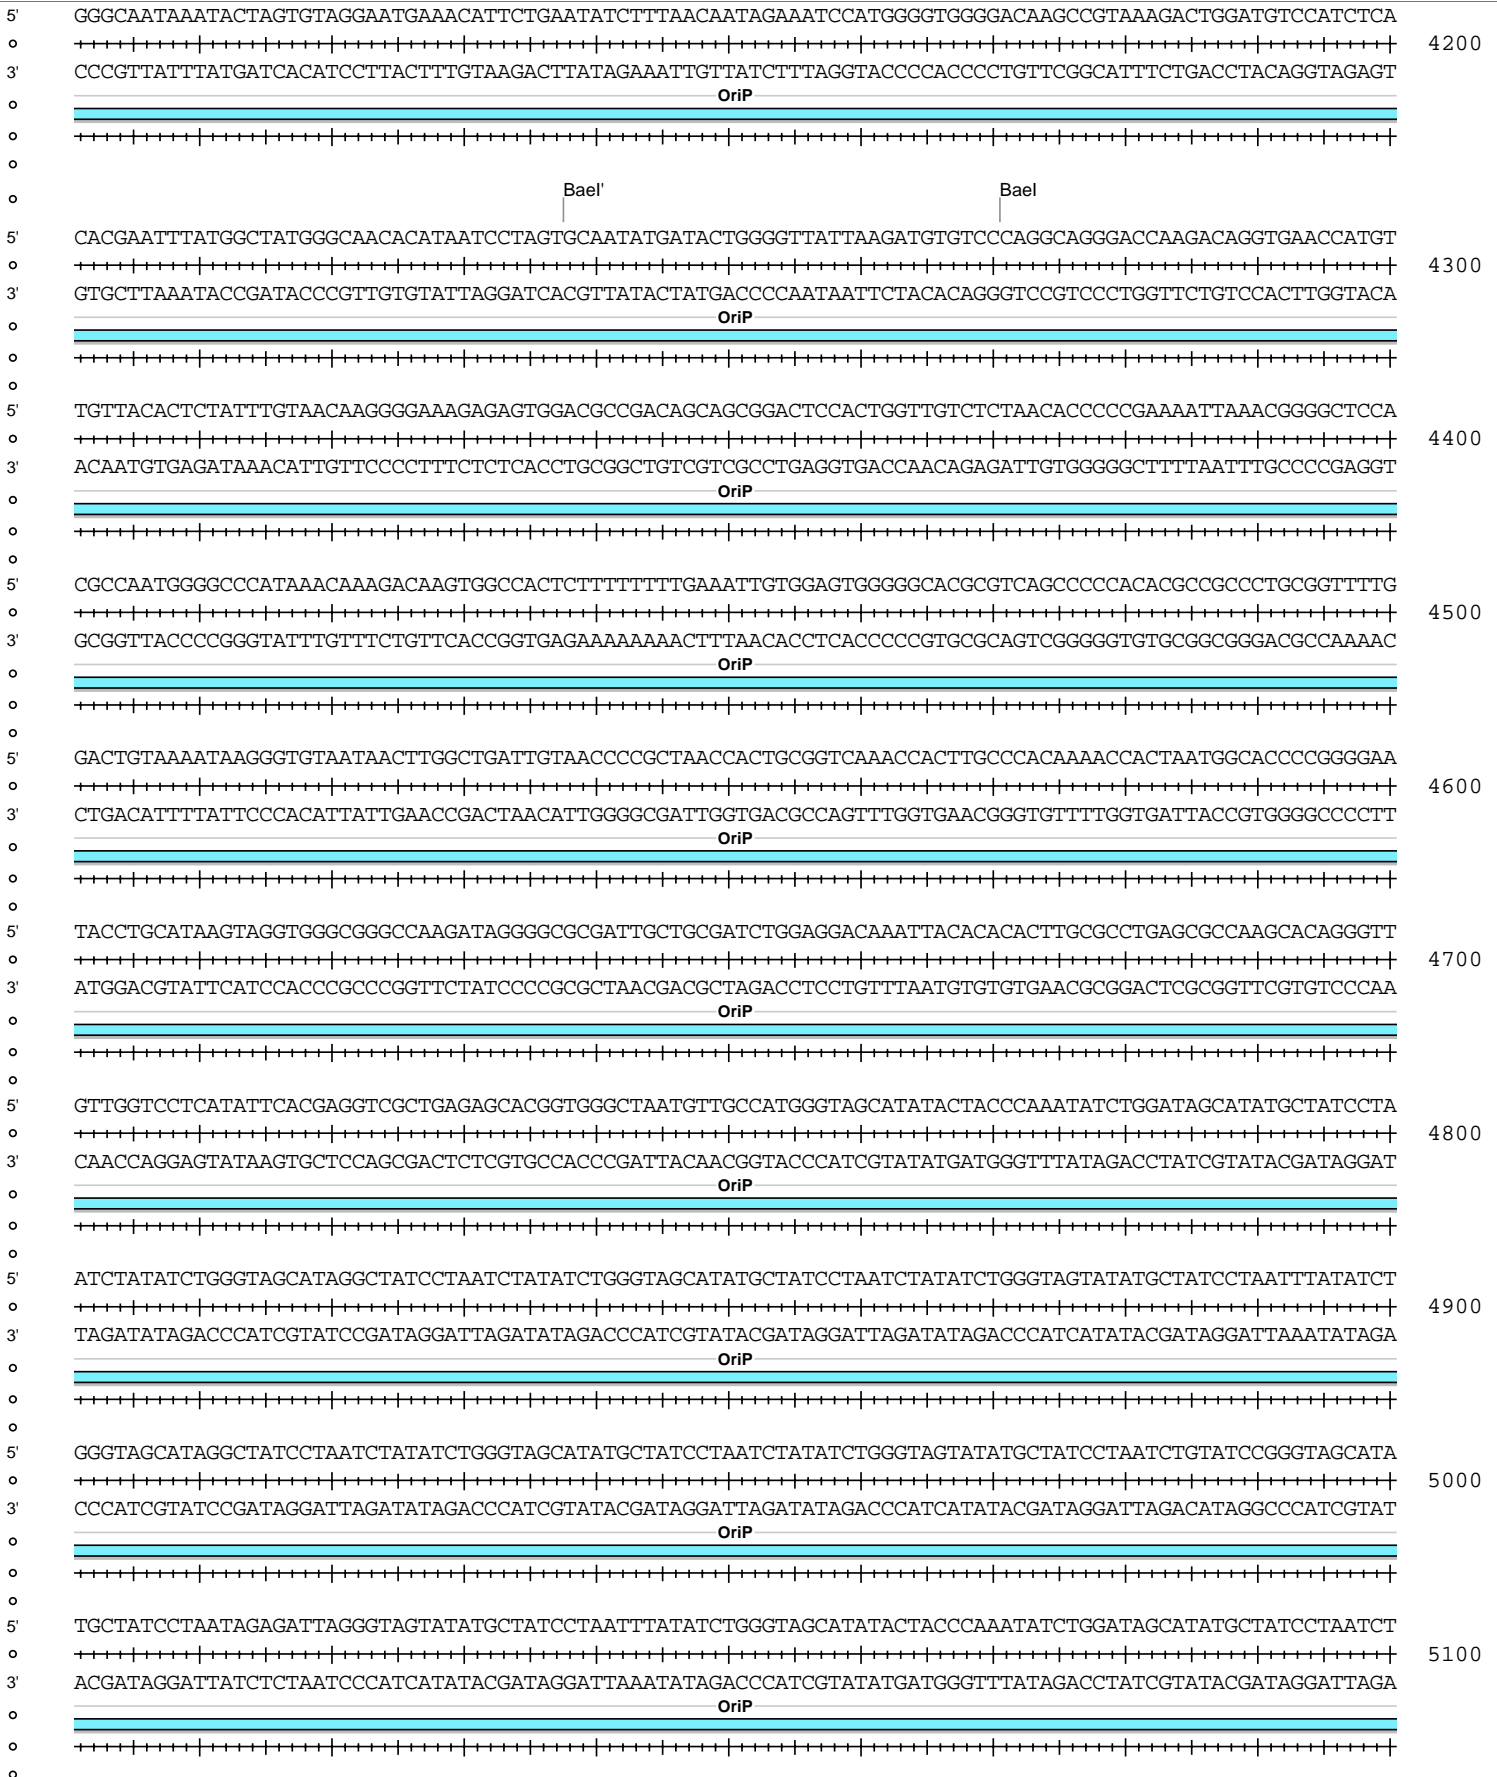 5' GGGCAATAAATACTAGTGTAGGAATGAAACATTCTGAATATCTTTAACAATAGAAATCCATGGGGTGGGGACAAGCCGTAAAGACTGGATGTCCATCTCA
4200
3' CCCGTTATTTATGATCACATCCTTACTTTGTAAGACTTATAGAAATTGTTATCTTTAGGTACCCCACCCCTGTTCGGCATTTCTGACCTACAGGTAGAGT
OriP
BaeI' BaeI
5' CACGAATTTATGGCTATGGGCAACACATAATCCTAGTGCAATATGATACTGGGGTTATTAAGATGTGTCCCAGGCAGGGACCAAGACAGGTGAACCATGT
4300
3' GTGCTTAAATACCGATACCCGTTGTGTATTAGGATCACGTTATACTATGACCCCAATAATTCTACACAGGGTCCGTCCCTGGTTCTGTCCACTTGGTACA
OriP
5' TGTTACACTCTATTTGTAACAAGGGGAAAGAGAGTGGACGCCGACAGCAGCGGACTCCACTGGTTGTCTCTAACACCCCCGAAAATTAAACGGGGCTCCA
4400
3' ACAATGTGAGATAAACATTGTTCCCCTTTCTCTCACCTGCGGCTGTCGTCGCCTGAGGTGACCAACAGAGATTGTGGGGGCTTTTAATTTGCCCCGAGGT
OriP
5' CGCCAATGGGGCCCATAAACAAAGACAAGTGGCCACTCTTTTTTTTGAAATTGTGGAGTGGGGGCACGCGTCAGCCCCCACACGCCGCCCTGCGGTTTTG
4500
3' GCGGTTACCCCGGGTATTTGTTTCTGTTCACCGGTGAGAAAAAAAACTTTAACACCTCACCCCCGTGCGCAGTCGGGGGTGTGCGGCGGGACGCCAAAAC
OriP
5' GACTGTAAAATAAGGGTGTAATAACTTGGCTGATTGTAACCCCGCTAACCACTGCGGTCAAACCACTTGCCCACAAAACCACTAATGGCACCCCGGGGAA
4600
3' CTGACATTTTATTCCCACATTATTGAACCGACTAACATTGGGGCGATTGGTGACGCCAGTTTGGTGAACGGGTGTTTTGGTGATTACCGTGGGGCCCCTT
OriP
5' TACCTGCATAAGTAGGTGGGCGGGCCAAGATAGGGGCGCGATTGCTGCGATCTGGAGGACAAATTACACACACTTGCGCCTGAGCGCCAAGCACAGGGTT
4700
3' ATGGACGTATTCATCCACCCGCCCGGTTCTATCCCCGCGCTAACGACGCTAGACCTCCTGTTTAATGTGTGTGAACGCGGACTCGCGGTTCGTGTCCCAA
OriP
5' GTTGGTCCTCATATTCACGAGGTCGCTGAGAGCACGGTGGGCTAATGTTGCCATGGGTAGCATATACTACCCAAATATCTGGATAGCATATGCTATCCTA
4800
3' CAACCAGGAGTATAAGTGCTCCAGCGACTCTCGTGCCACCCGATTACAACGGTACCCATCGTATATGATGGGTTTATAGACCTATCGTATACGATAGGAT
OriP
5' ATCTATATCTGGGTAGCATAGGCTATCCTAATCTATATCTGGGTAGCATATGCTATCCTAATCTATATCTGGGTAGTATATGCTATCCTAATTTATATCT
4900
3' TAGATATAGACCCATCGTATCCGATAGGATTAGATATAGACCCATCGTATACGATAGGATTAGATATAGACCCATCATATACGATAGGATTAAATATAGA
OriP
5' GGGTAGCATAGGCTATCCTAATCTATATCTGGGTAGCATATGCTATCCTAATCTATATCTGGGTAGTATATGCTATCCTAATCTGTATCCGGGTAGCATA
5000
3' CCCATCGTATCCGATAGGATTAGATATAGACCCATCGTATACGATAGGATTAGATATAGACCCATCATATACGATAGGATTAGACATAGGCCCATCGTAT
OriP
5' TGCTATCCTAATAGAGATTAGGGTAGTATATGCTATCCTAATTTATATCTGGGTAGCATATACTACCCAAATATCTGGATAGCATATGCTATCCTAATCT
5100
3' ACGATAGGATTATCTCTAATCCCATCATATACGATAGGATTAAATATAGACCCATCGTATATGATGGGTTTATAGACCTATCGTATACGATAGGATTAGA
OriP